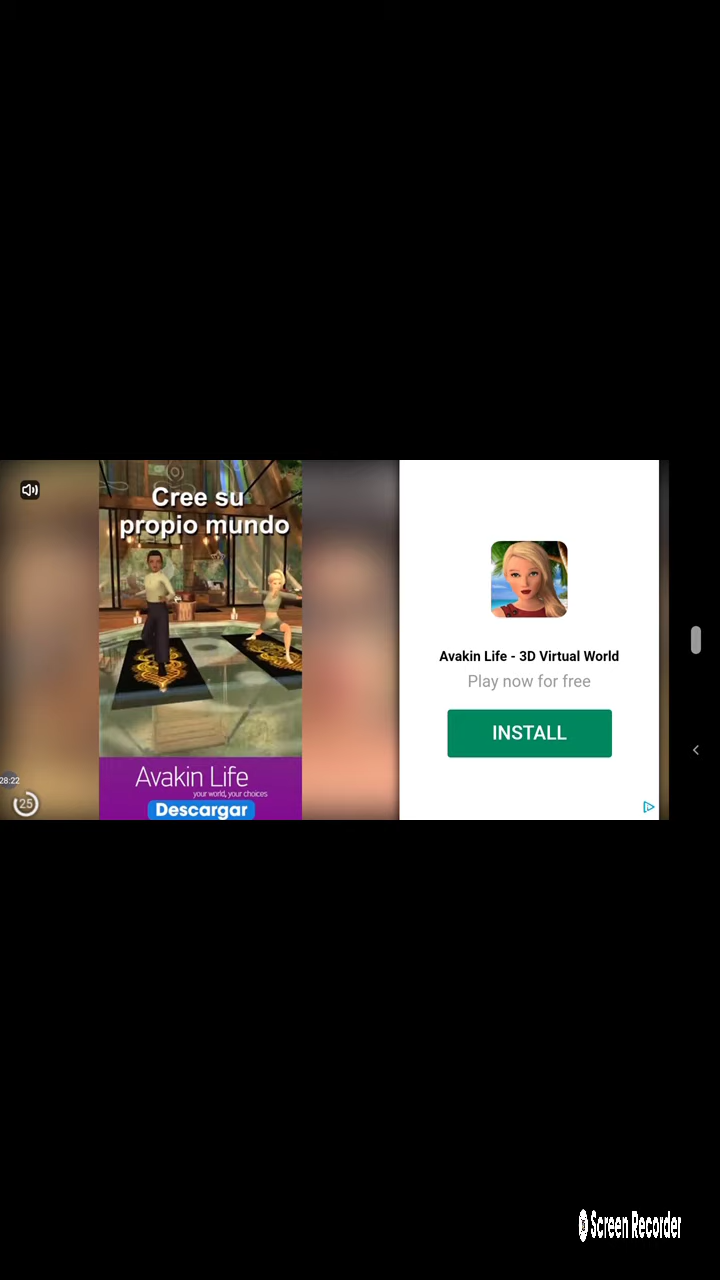 Cree su
propio mundo
Avakin Life
your world, your choices
Descargar
28:22
25
Avakin Life - 3D Virtual World
Play now for free
INSTALL
Screen Recorder